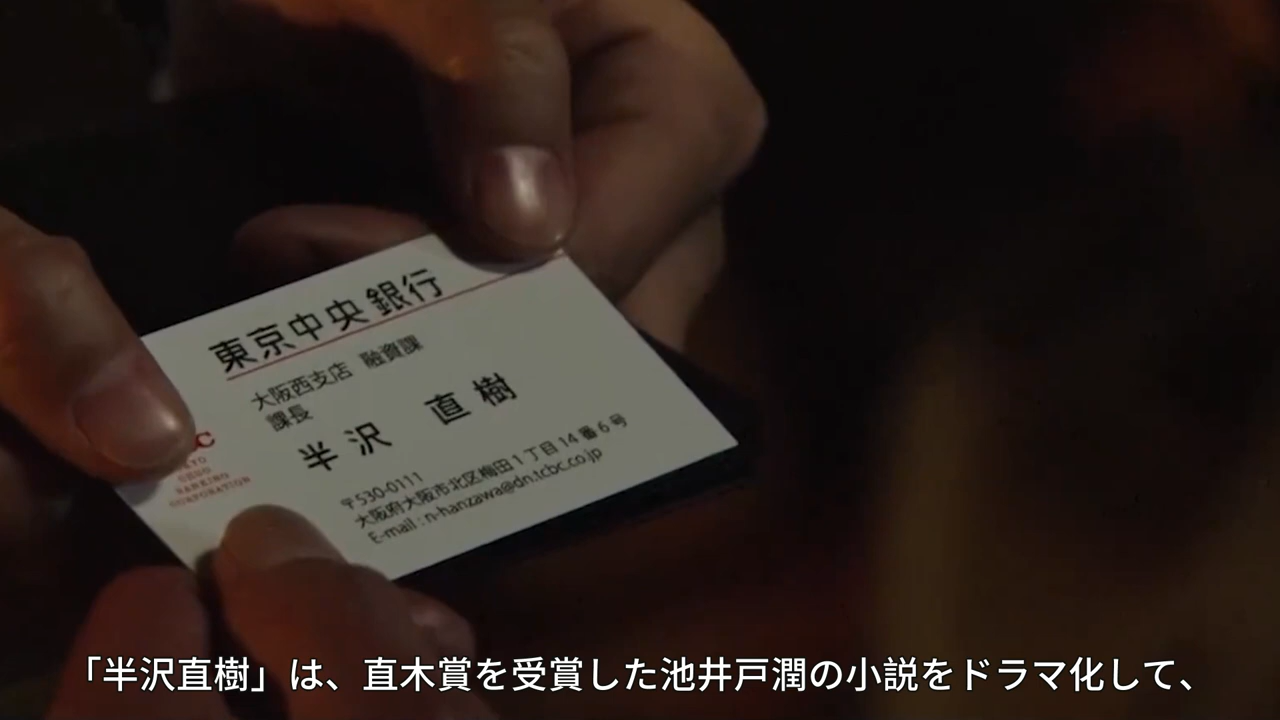 東京中央銀行
大阪西支店 融資課
課長
半沢 直樹
〒530-0111
大阪府大阪市北区梅田1丁目14番6号
E-mail : n-hanzawa@dn.tcbc.co.jp
CHUO
BANKING
CORPORATION
「半沢直樹」は、直木賞を受賞した池井戸潤の小説をドラマ化して、